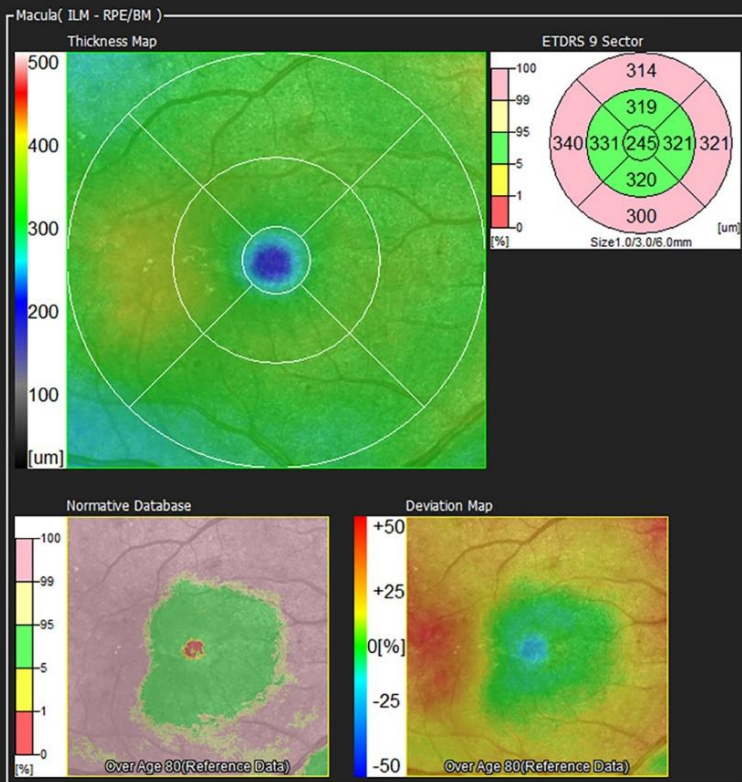 Macula( ILM - RPE/BM )
Thickness Map
500
400
300
200
100
[um]
ETDRS 9 Sector
100
99
95
5
1
0
[%]
314
319
340 331 245 321 321
320
300
[um]
Size1.0/3.0/6.0mm
Normative Database
100
99
95
5
1
0
[%]
Over Age 80(Reference Data)
Deviation Map
+50
+25
0[%]
-25
-50
Over Age 80(Reference Data)